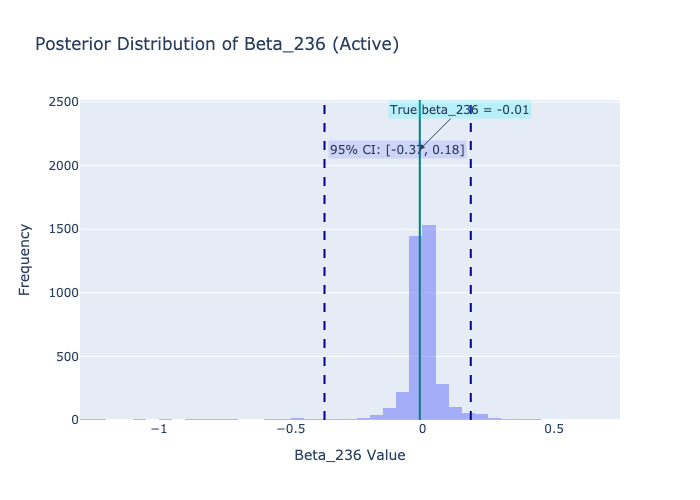 Posterior Distribution of Beta_236 (Active)
2500
True beta_236 = -0.01
95% CI: [-0.37, 0.18]
2000
1500
1000
500
0
Frequency
−1
−0.5
0
0.5
Beta_236 Value